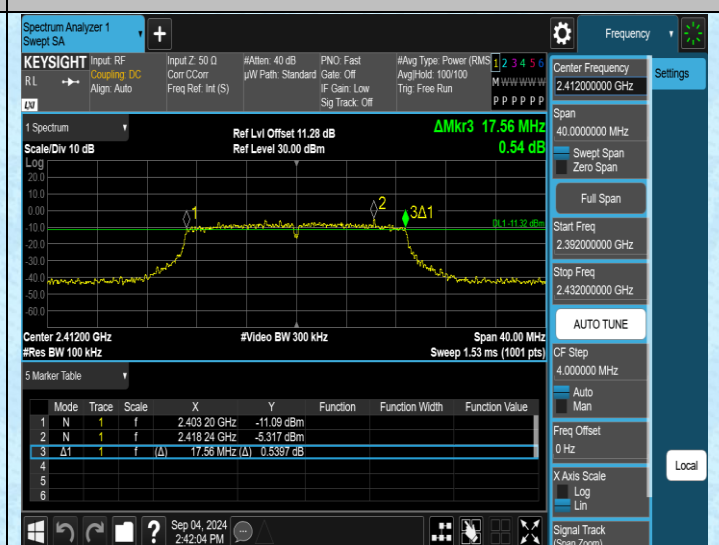 Spectrum Analyzer 1
Swept SA
+
Frequency
KEYSIGHT
RL
LXI
Input: RF
Coupling: DC
Align: Auto
Input Z: 50 Ω
Corr CCorr
Freq Ref: Int (S)
#Atten: 40 dB
µW Path: Standard
PNO: Fast
Gate: Off
IF Gain: Low
Sig Track: Off
#Avg Type: Power (RMS
Avg|Hold: 100/100
Trig: Free Run
1 2 3 4 5 6
M W W W W W
P P P P P P
1 Spectrum
Scale/Div 10 dB
Ref Lvl Offset 11.28 dB
Ref Level 30.00 dBm
ΔMkr3 17.56 MHz
0.54 dB
Log
20.0
10.0
0.00
-10.0
-20.0
-30.0
-40.0
-50.0
-60.0
1
2
3Δ1
DL1 -11.32 dBm
Center 2.41200 GHz
#Res BW 100 kHz
#Video BW 300 kHz
Span 40.00 MHz
Sweep 1.53 ms (1001 pts)
5 Marker Table
Mode Trace Scale X Y Function Function Width Function Value
1 N 1 f 2.403 20 GHz -11.09 dBm
2 N 1 f 2.418 24 GHz -5.317 dBm
3 Δ1 1 f (Δ) 17.56 MHz (Δ) 0.5397 dB
4
5
6
?
Sep 04, 2024
2:42:04 PM
Center Frequency
2.412000000 GHz
Settings
Span
40.0000000 MHz
Swept Span
Zero Span
Full Span
Start Freq
2.392000000 GHz
Stop Freq
2.432000000 GHz
AUTO TUNE
CF Step
4.000000 MHz
Auto
Man
Freq Offset
0 Hz
X Axis Scale
Log
Lin
Local
Signal Track
(Span Zoom)